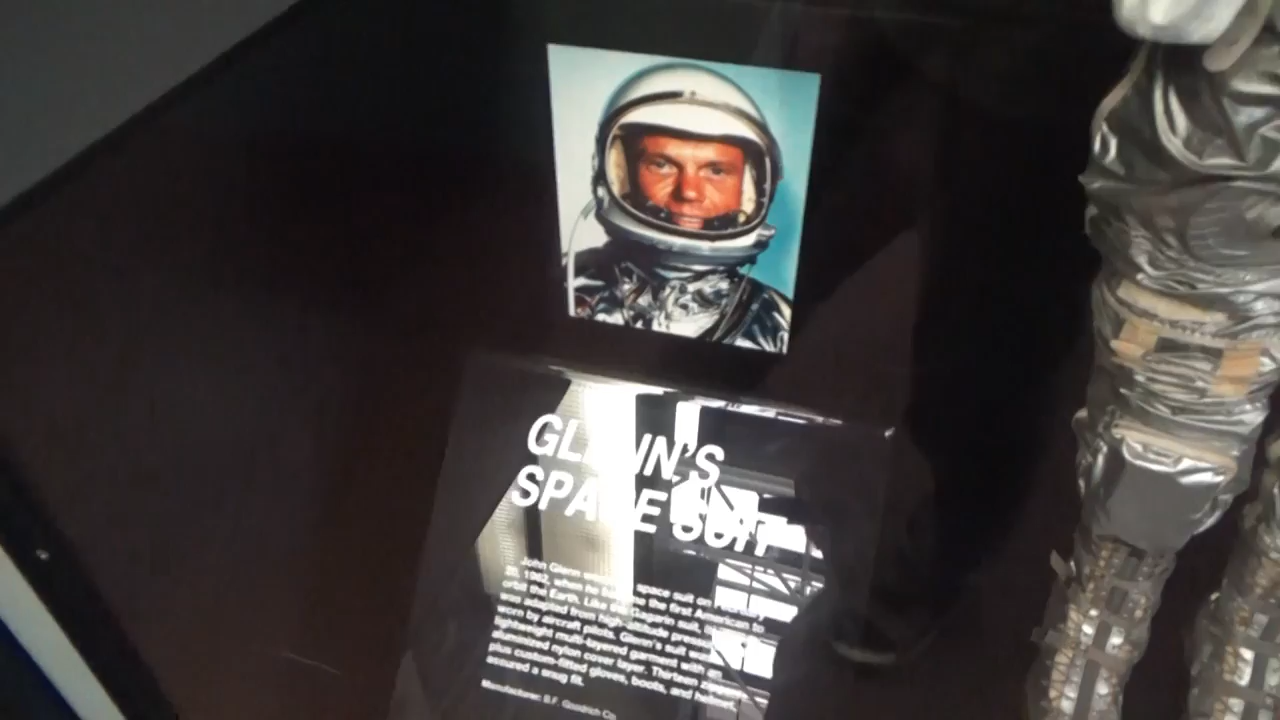 GLENN'S
SPACE SUIT
John Glenn wore space suit on February
20, 1962, when he became the first American to
orbit the Earth. Like the Gagarin suit,
was adapted from high-altitude pressure
worn by aircraft pilots. Glenn's suit was
lightweight multi-layered garment with an
aluminized nylon cover layer. Thirteen zippers
plus custom-fitted gloves, boots, and helmet,
assured a snug fit.
Manufacturer: B.F. Goodrich Co.